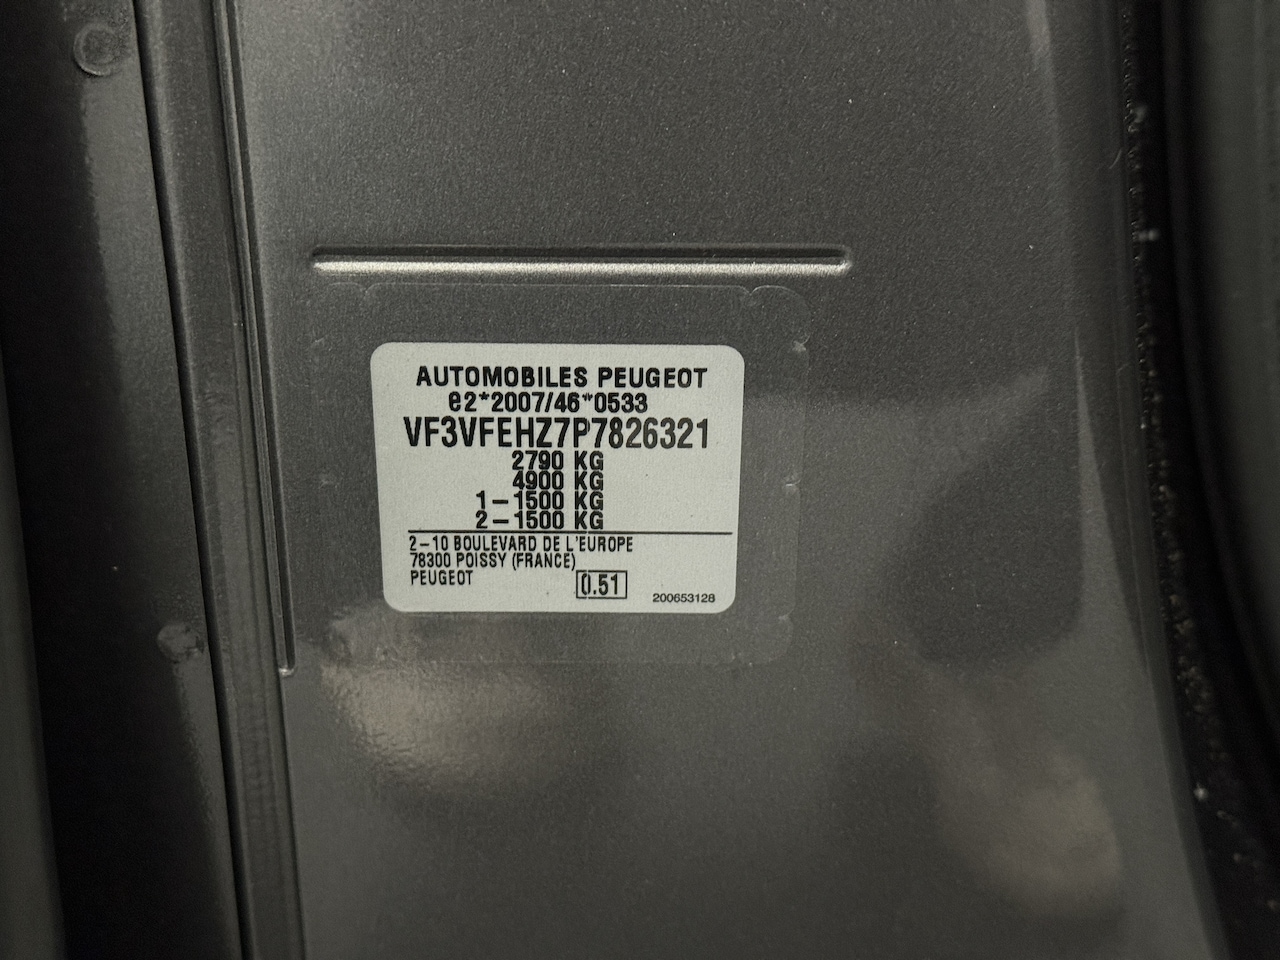 AUTOMOBILES PEUGEOT
e2*2007/46*0533
VF3VFEHZ7P7826321
2790 KG
4900 KG
1-1500 KG
2-1500 KG
2-10 BOULEVARD DE L'EUROPE
78300 POISSY (FRANCE)
PEUGEOT 0.51 200653128